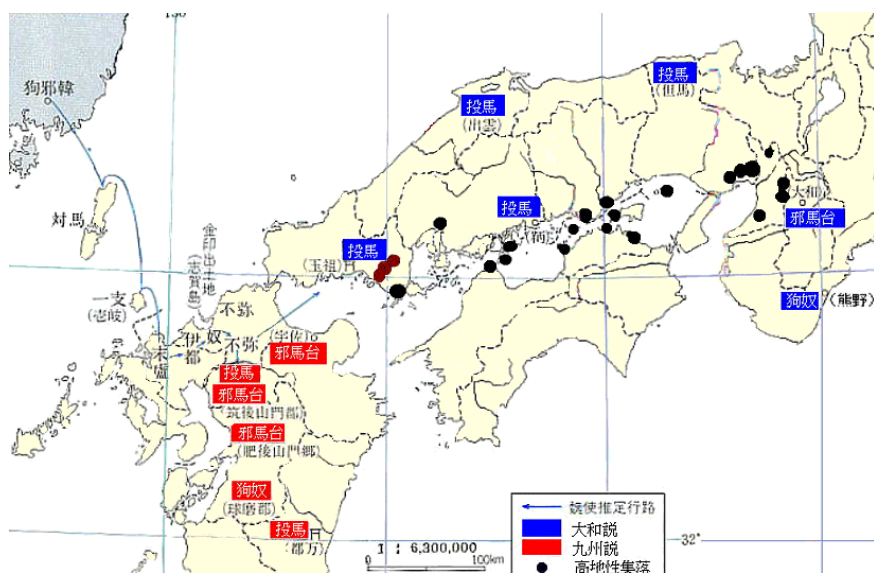 130
狗邪韓
対馬
一支
(壱岐)
金印出土地
(志賀島)
末盧
伊都
奴
不弥
不弥
(宇佐)
邪馬台
投馬
邪馬台
(筑後山門郡)
邪馬台
(肥後山門郷)
狗奴
(球磨郡)
投馬
(都万)
投馬
(玉祖)
投馬
(出雲)
投馬
(但馬)
投馬
(鞆)
大和
邪馬台
狗奴
(熊野)
1 : 6,300,000
0
100km
32°
魏使推定行路
大和説
九州説
高地性集落